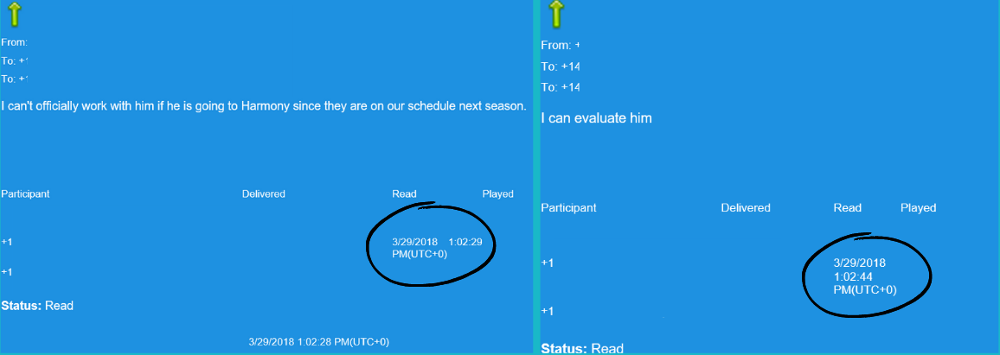 From:
To: +1
To: +1
I can't officially work with him if he is going to Harmony since they are on our schedule next season.
Participant Delivered Read Played
+1 3/29/2018 1:02:29
PM(UTC+0)
+1
Status: Read
3/29/2018 1:02:28 PM(UTC+0)
From: +
To: +14
To: +14
I can evaluate him
Participant Delivered Read Played
+1 3/29/2018
1:02:44
PM(UTC+0)
+1
Status: Read